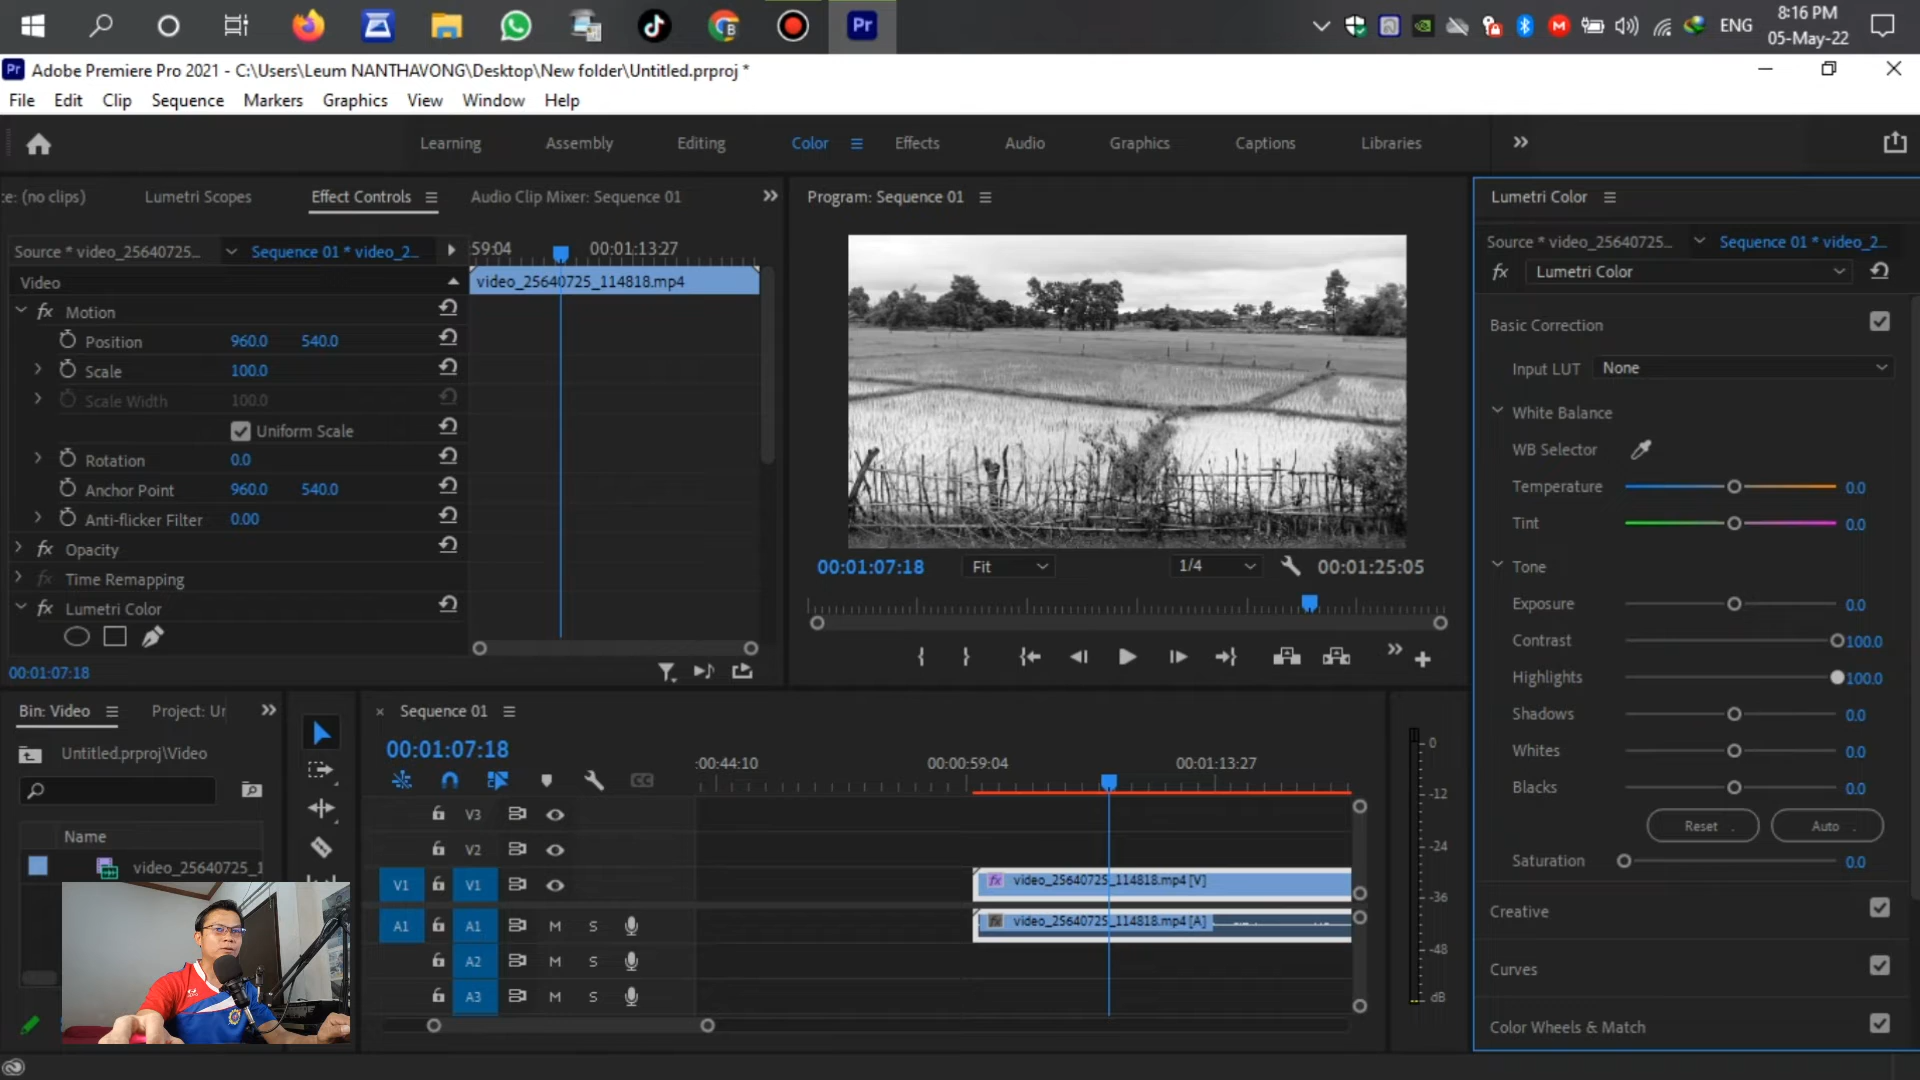 ENG
8:16 PM
05-May-22
Adobe Premiere Pro 2021 - C:\Users\Leum NANTHAVONG\Desktop\New folder\Untitled.prproj *
File Edit Clip Sequence Markers Graphics View Window Help
Learning Assembly Editing Color Effects Audio Graphics Captions Libraries
ce: (no clips) Lumetri Scopes Effect Controls Audio Clip Mixer: Sequence 01
Source * video_25640725... Sequence 01 * video_2...
59:04 00:01:13:27
Video
video_25640725_114818.mp4
fx Motion
Position 960.0 540.0
Scale 100.0
Scale Width 100.0
Uniform Scale
Rotation 0.0
Anchor Point 960.0 540.0
Anti-flicker Filter 0.00
fx Opacity
fx Time Remapping
fx Lumetri Color
00:01:07:18
Program: Sequence 01
00:01:07:18 Fit 1/4 00:01:25:05
Lumetri Color
Source * video_25640725... Sequence 01 * video_2...
fx Lumetri Color
Basic Correction
Input LUT None
White Balance
WB Selector
Temperature 0.0
Tint 0.0
Tone
Exposure 0.0
Contrast 100.0
Highlights 100.0
Shadows 0.0
Whites 0.0
Blacks 0.0
Reset Auto
Saturation 0.0
Creative
Curves
Color Wheels & Match
Bin: Video Project: Ur
Untitled.prproj\Video
Name
video_25640725_1
Sequence 01
00:01:07:18
:00:44:10 00:00:59:04 00:01:13:27
V3
V2
V1 V1 fx video_25640725_114818.mp4 [V]
A1 A1 M S fx video_25640725_114818.mp4 [A]
A2 M S
A3 M S
0
-12
-24
-36
-48
dB